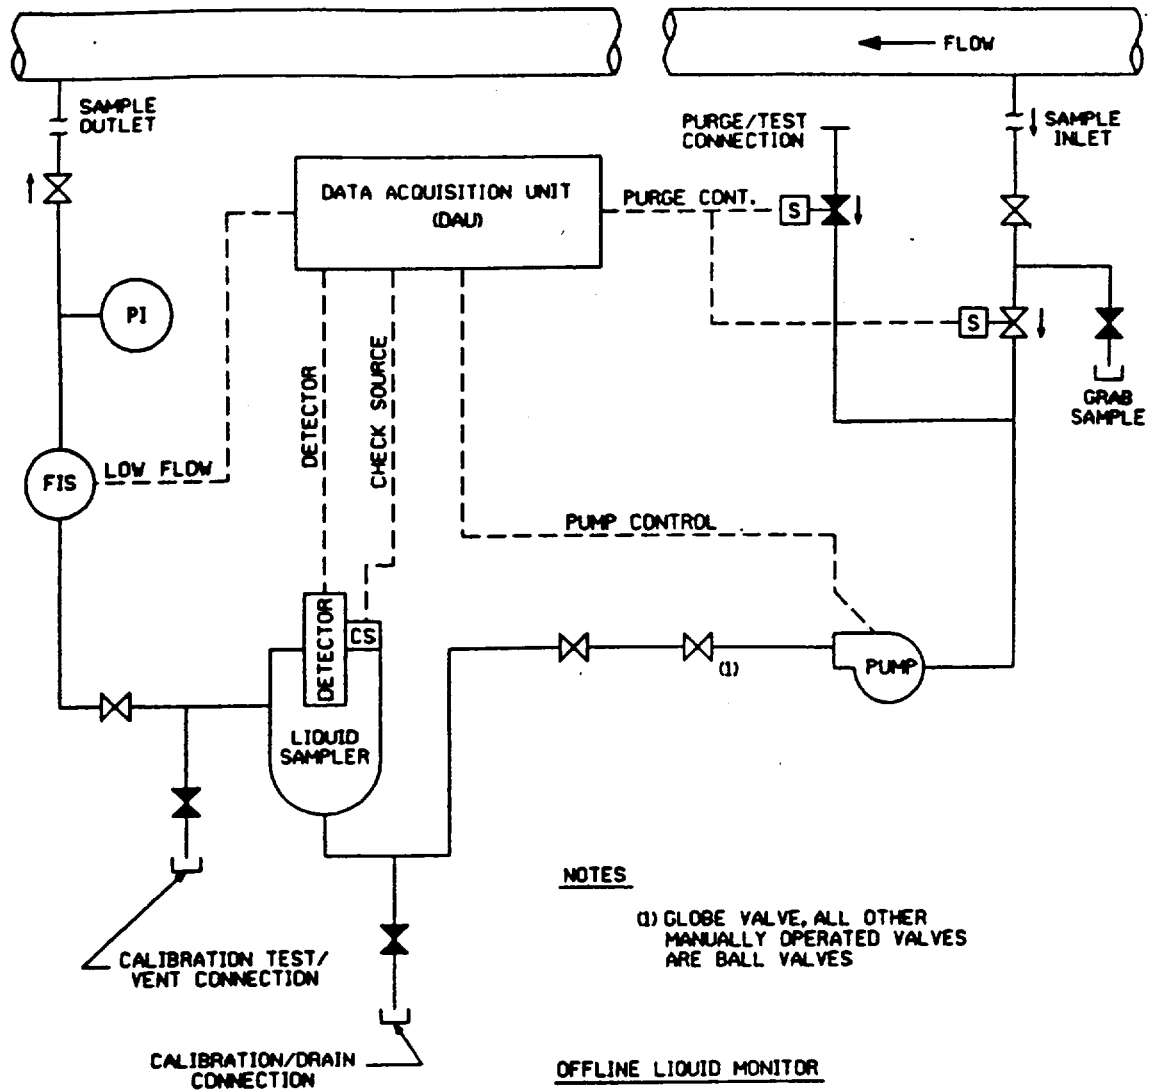 FLOW
SAMPLE
OUTLET
PURGE/TEST
CONNECTION
SAMPLE
INLET
DATA ACQUISITION UNIT
(DAU)
PURGE CONT.
S
PI
S
DETECTOR
CHECK SOURCE
GRAB
SAMPLE
FIS
LOW FLOW
PUMP CONTROL
DETECTOR
CS
(1)
PUMP
LIQUID
SAMPLER
NOTES
(1) GLOBE VALVE, ALL OTHER
MANUALLY OPERATED VALVES
ARE BALL VALVES
CALIBRATION TEST/
VENT CONNECTION
CALIBRATION/DRAIN
CONNECTION
OFFLINE LIQUID MONITOR